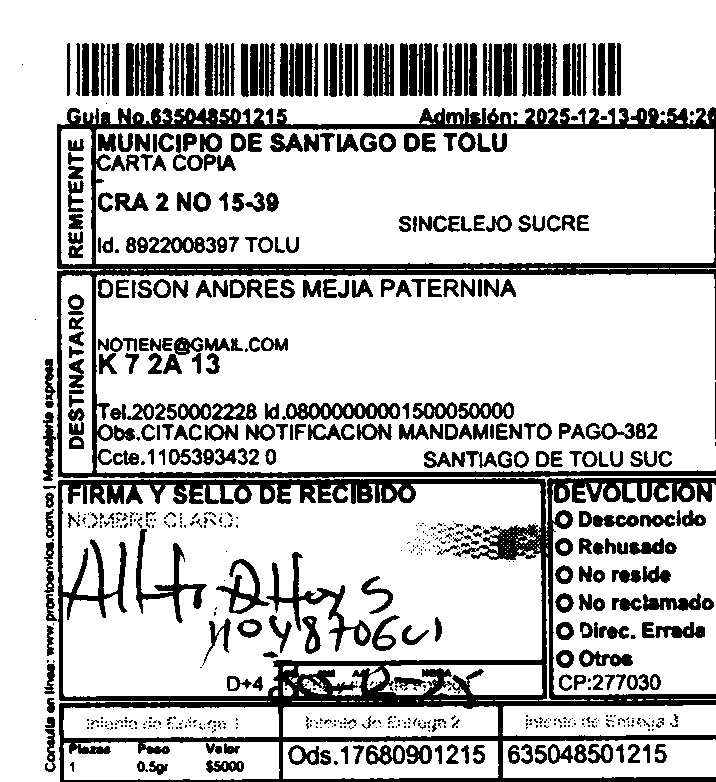 Guia No.635048501215 Admisión: 2025-12-13-09:54:26
REMITENTE
MUNICIPIO DE SANTIAGO DE TOLU
CARTA COPIA
CRA 2 NO 15-39
SINCELEJO SUCRE
Id. 8922008397 TOLU
DESTINATARIO
DEISON ANDRES MEJIA PATERNINA
NOTIENE@GMAIL.COM
K 7 2A 13
Tel.20250002228 Id.08000000001500050000
Obs.CITACION NOTIFICACION MANDAMIENTO PAGO-382
Ccte.1105393432 0 SANTIAGO DE TOLU SUC
Consulta en línea: www.prontoenvios.com.co | Mensajería expresa
FIRMA Y SELLO DE RECIBIDO
NOMBRE CLARO:
D+4
DEVOLUCION
Desconocido
Rehusado
No reside
No reclamado
Direc. Errada
Otros
CP:277030
Intento de Entrega 1 Intento de Entrega 2 Intento de Entrega 3
Piezas Peso Valor
1 0.5gr $5000
Ods.17680901215 635048501215